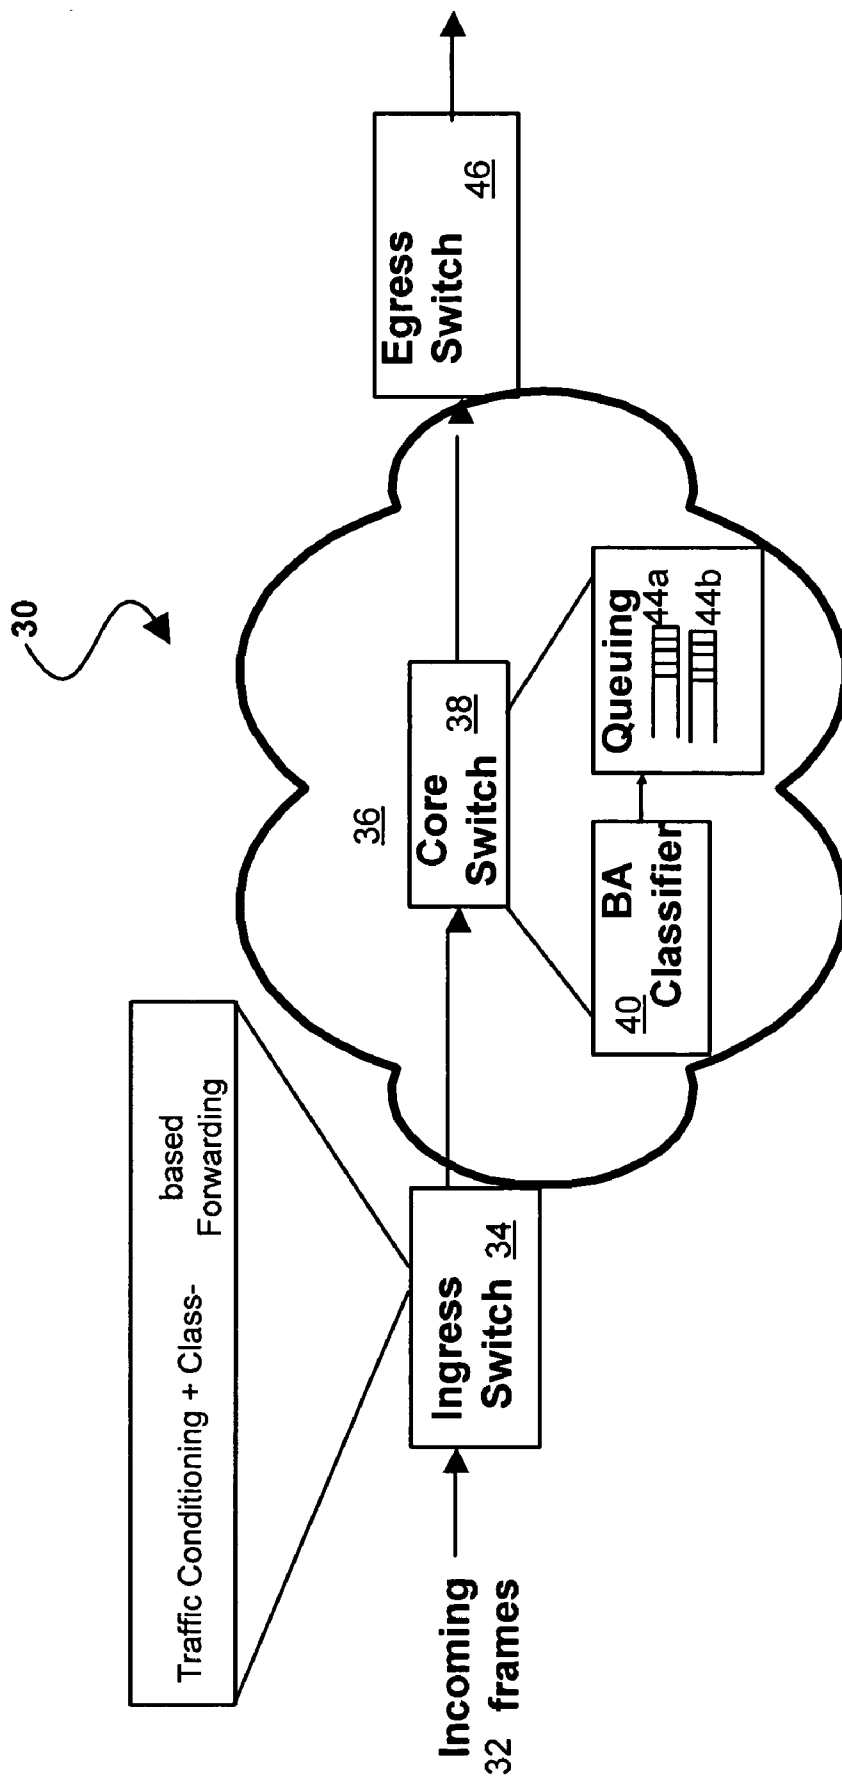 30
Traffic Conditioning + Class-
based
Forwarding
Incoming
32 frames
Ingress
Switch 34
36
Core
Switch 38
BA
40 Classifier
Queuing
44a
44b
Egress
Switch 46